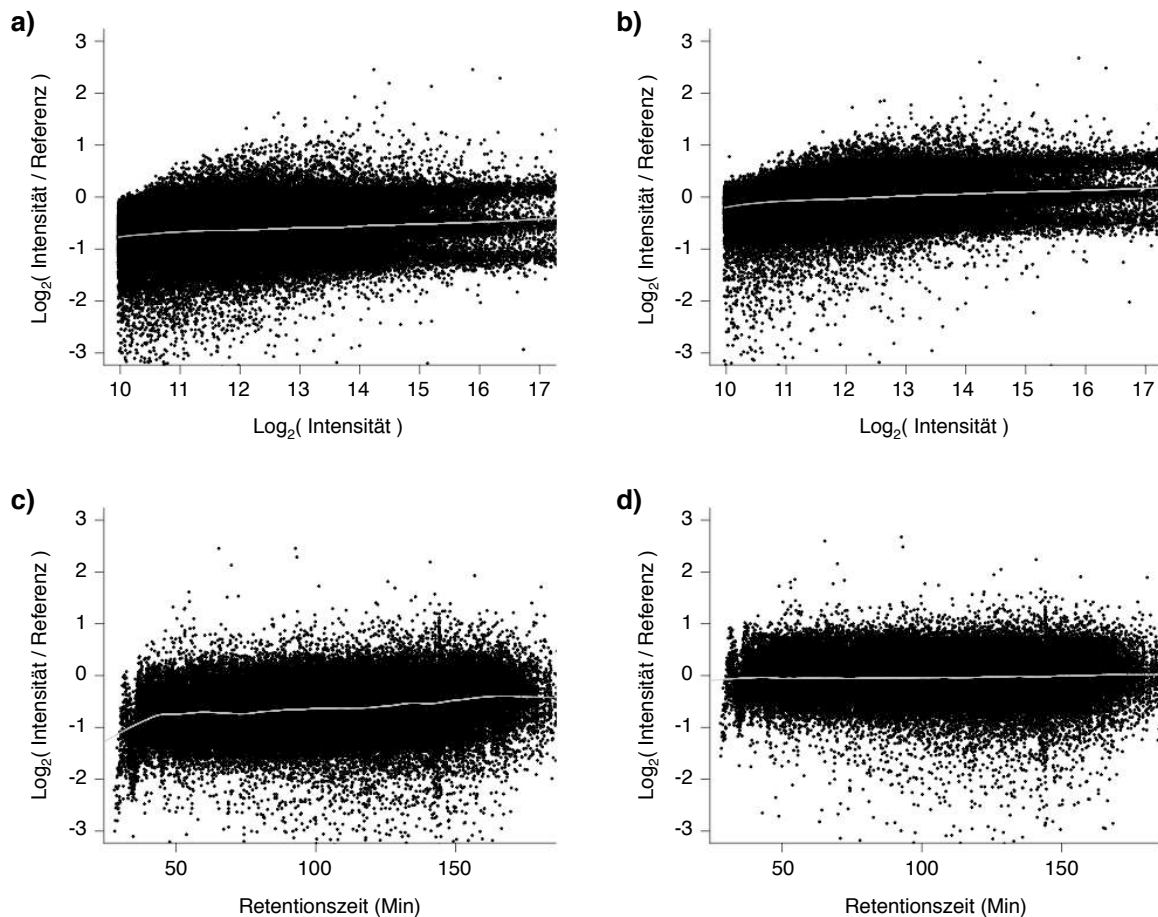 a)
Log₂( Intensität / Referenz )
3
2
1
0
-1
-2
-3
10 11 12 13 14 15 16 17
Log₂( Intensität )
b)
Log₂( Intensität / Referenz )
3
2
1
0
-1
-2
-3
10 11 12 13 14 15 16 17
Log₂( Intensität )
c)
Log₂( Intensität / Referenz )
3
2
1
0
-1
-2
-3
50 100 150
Retentionszeit (Min)
d)
Log₂( Intensität / Referenz )
3
2
1
0
-1
-2
-3
50 100 150
Retentionszeit (Min)